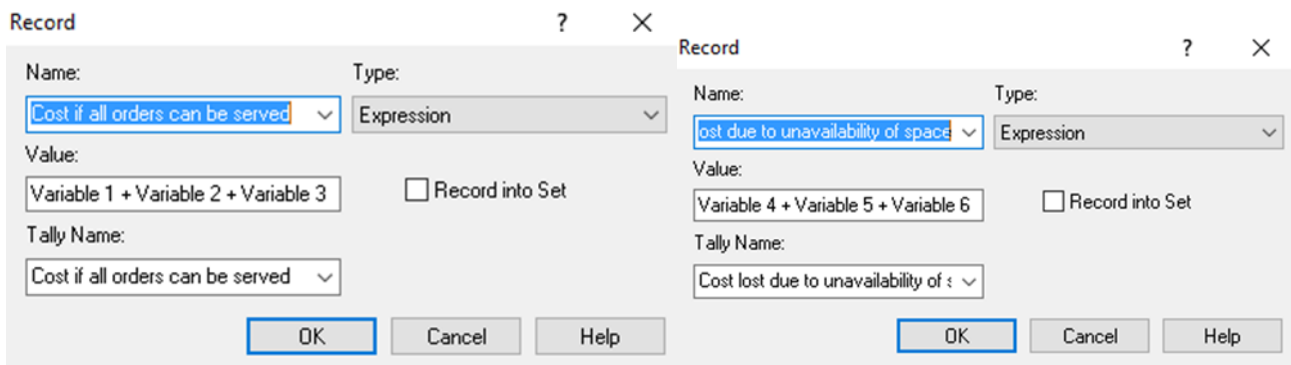 Record ?
Name: Type:
Cost if all orders can be served Expression
Value:
Variable 1 + Variable 2 + Variable 3 Record into Set
Tally Name:
Cost if all orders can be served
OK Cancel Help
Record ?
Name: Type:
ost due to unavailability of space Expression
Value:
Variable 4 + Variable 5 + Variable 6 Record into Set
Tally Name:
Cost lost due to unavailability of s
OK Cancel Help